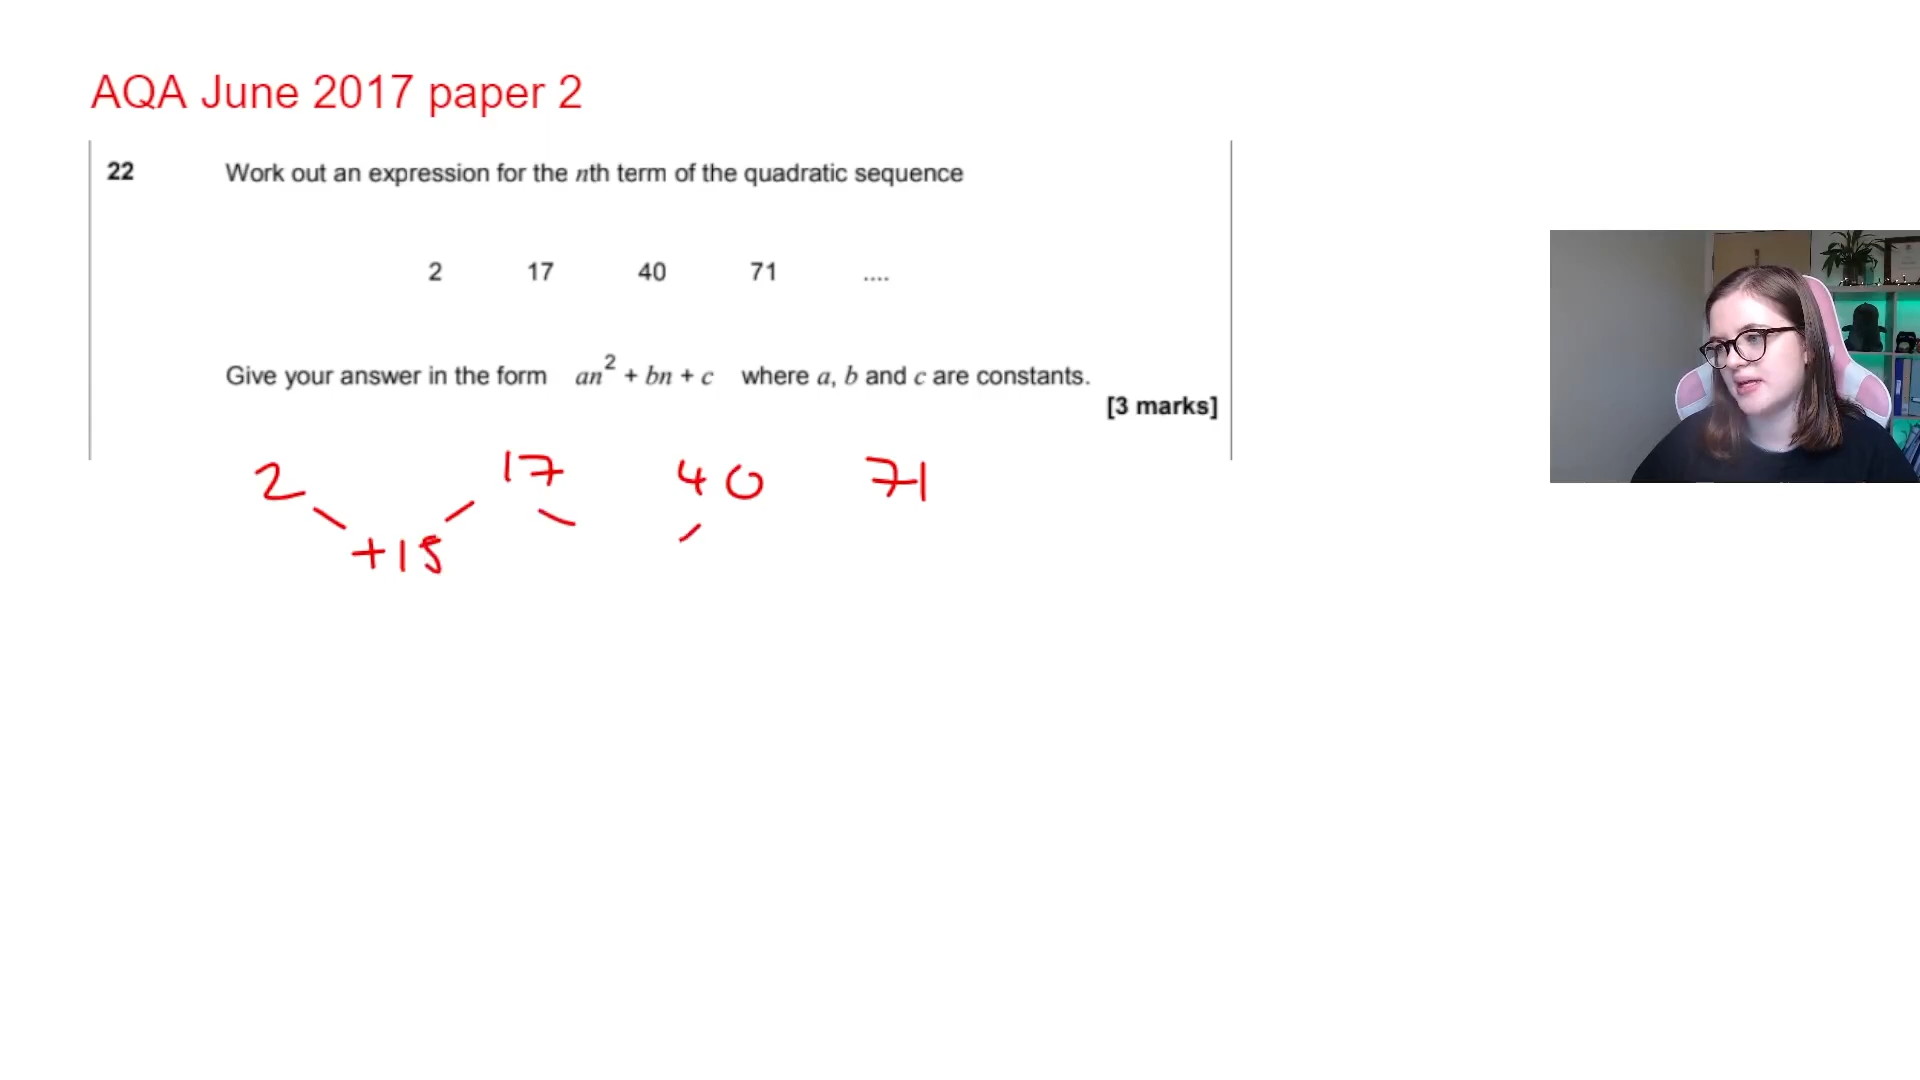 AQA June 2017 paper 2
22 Work out an expression for the nth term of the quadratic sequence
2 17 40 71 ....
Give your answer in the form an² + bn + c where a, b and c are constants.
[3 marks]
2 17 40 71
+15